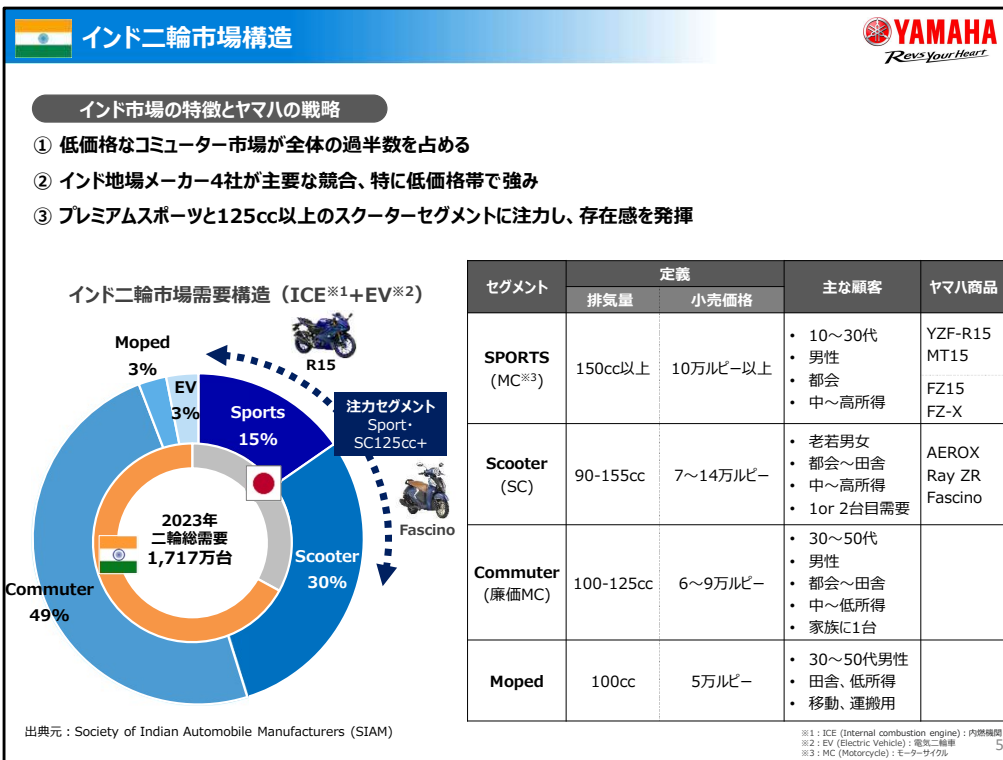 インド二輪市場構造
YAMAHA
Revs Your Heart
インド市場の特徴とヤマハの戦略
① 低価格なコミューター市場が全体の過半数を占める
② インド地場メーカー4社が主要な競合、特に低価格帯で強み
③ プレミアムスポーツと125cc以上のスクーターセグメントに注力し、存在感を発揮
インド二輪市場需要構造（ICE※1+EV※2）
Moped
3%
EV
3%
R15
Sports
15%
注力セグメント
Sport・
SC125cc+
Fascino
2023年
二輪総需要
1,717万台
Scooter
30%
Commuter
49%
セグメント
定義
主な顧客
ヤマハ商品
排気量
小売価格
SPORTS
(MC※3)
150cc以上
10万ルピー以上
• 10～30代
• 男性
• 都会
• 中～高所得
YZF-R15
MT15
FZ15
FZ-X
Scooter
(SC)
90-155cc
7～14万ルピー
• 老若男女
• 都会～田舎
• 中～高所得
• 1or 2台目需要
AEROX
Ray ZR
Fascino
Commuter
(廉価MC)
100-125cc
6～9万ルピー
• 30～50代
• 男性
• 都会～田舎
• 中～低所得
• 家族に1台
Moped
100cc
5万ルピー
• 30～50代男性
• 田舎、低所得
• 移動、運搬用
出典元：Society of Indian Automobile Manufacturers (SIAM)
※1：ICE (Internal combustion engine)：内燃機関
※2：EV (Electric Vehicle)：電気二輪車
※3：MC (Motorcycle)：モーターサイクル
5